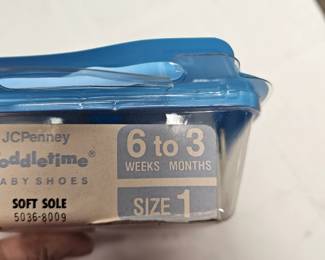 JCPenney
oddletime®
ABY SHOES
SOFT SOLE
5036-8009
6 to 3
WEEKS MONTHS
SIZE 1